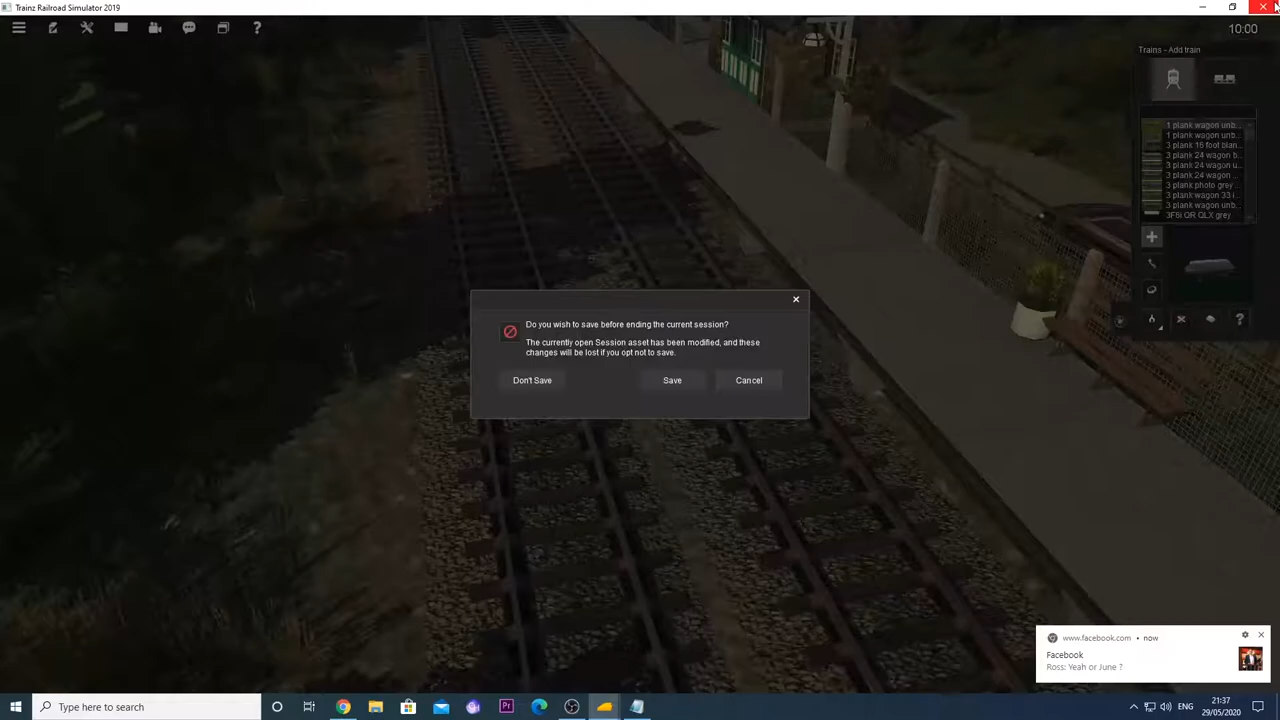 Trainz Railroad Simulator 2019
10:00
Trains - Add train
1 plank wagon unb...
1 plank wagon unb...
3 plank 16 foot blan...
3 plank 24 wagon b...
3 plank 24 wagon u...
3 plank 24 wagon ...
3 plank photo grey ...
3 plank wagon 33 i...
3 plank wagon unb...
3F6i OR QLX grey
Do you wish to save before ending the current session?
The currently open Session asset has been modified, and these
changes will be lost if you opt not to save.
Don't Save
Save
Cancel
www.facebook.com • now
Facebook
Ross: Yeah or June ?
Type here to search
Pr
ENG
21:37
29/05/2020